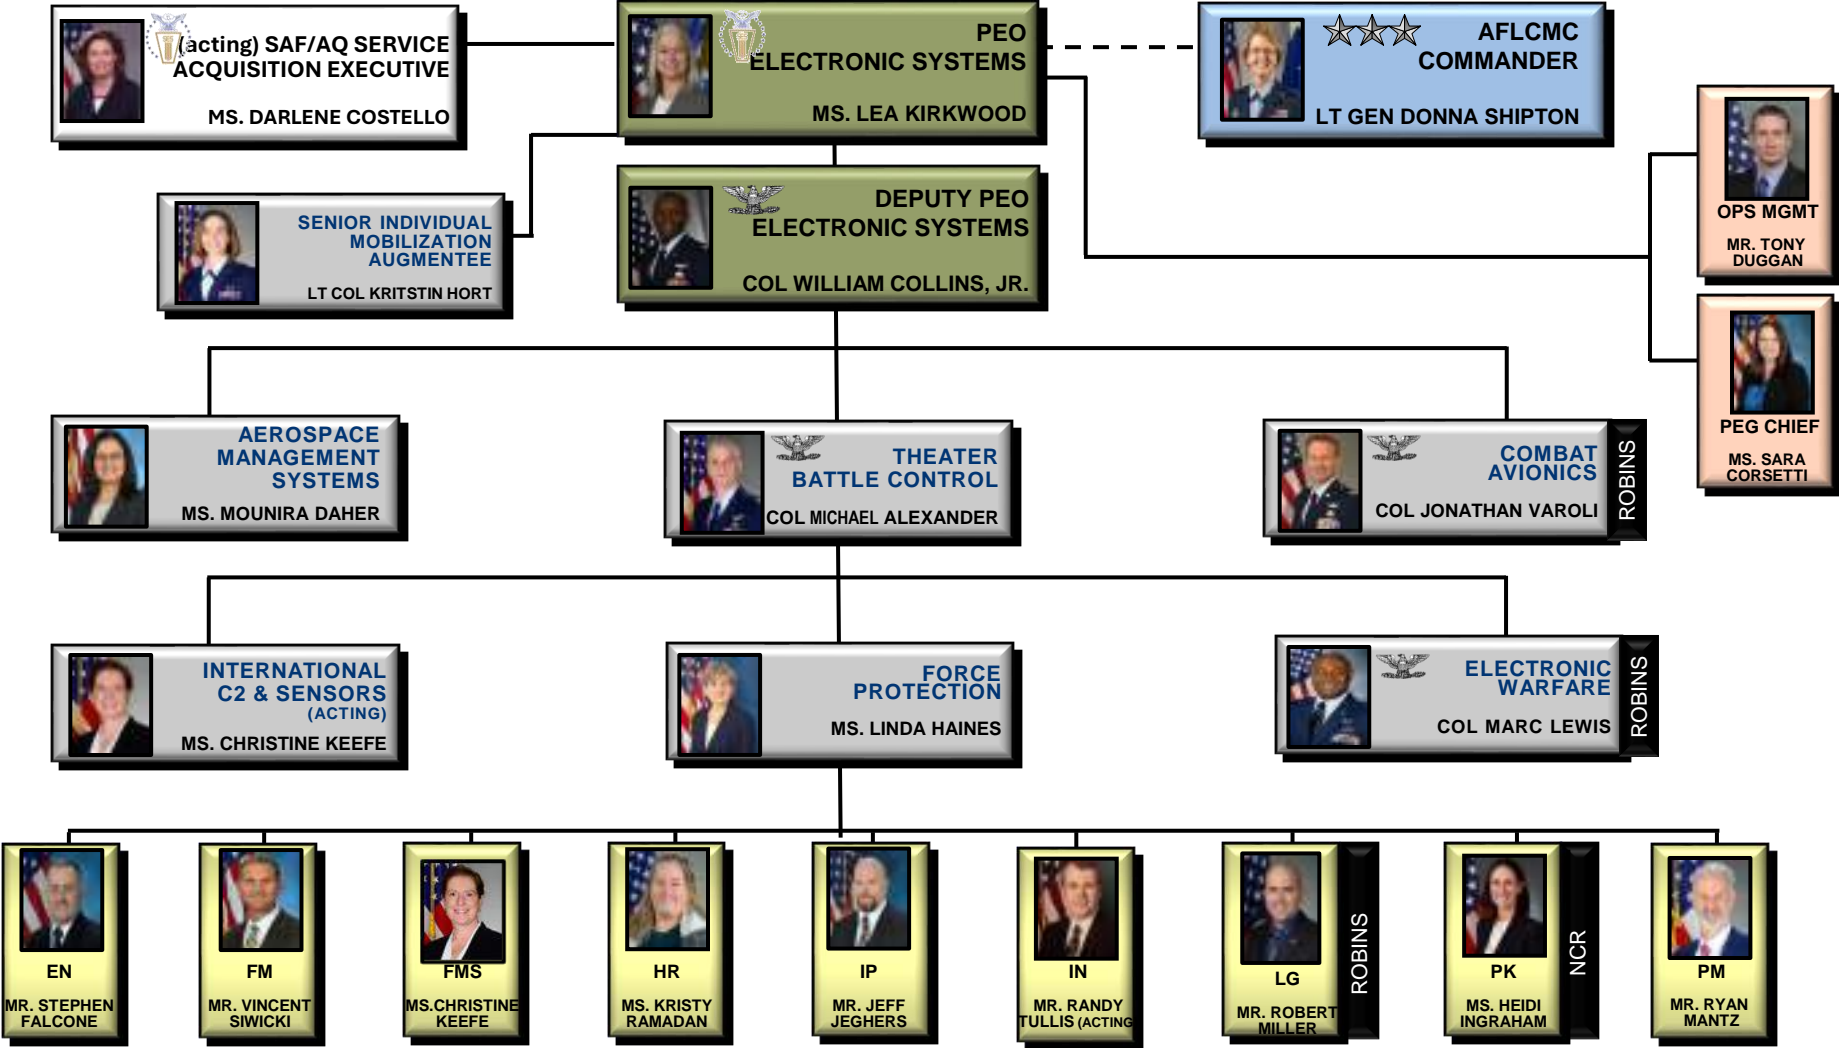 (acting) SAF/AQ SERVICE
ACQUISITION EXECUTIVE
MS. DARLENE COSTELLO
PEO
ELECTRONIC SYSTEMS
MS. LEA KIRKWOOD
AFLCMC
COMMANDER
LT GEN DONNA SHIPTON
OPS MGMT
MR. TONY
DUGGAN
SENIOR INDIVIDUAL
MOBILIZATION
AUGMENTEE
LT COL KRITSTIN HORT
DEPUTY PEO
ELECTRONIC SYSTEMS
COL WILLIAM COLLINS, JR.
PEG CHIEF
MS. SARA
CORSETTI
AEROSPACE
MANAGEMENT
SYSTEMS
MS. MOUNIRA DAHER
THEATER
BATTLE CONTROL
COL MICHAEL ALEXANDER
COMBAT
AVIONICS
COL JONATHAN VAROLI
ROBINS
INTERNATIONAL
C2 & SENSORS
(ACTING)
MS. CHRISTINE KEEFE
FORCE
PROTECTION
MS. LINDA HAINES
ELECTRONIC
WARFARE
COL MARC LEWIS
ROBINS
EN
MR. STEPHEN
FALCONE
FM
MR. VINCENT
SIWICKI
FMS
MS.CHRISTINE
KEEFE
HR
MS. KRISTY
RAMADAN
IP
MR. JEFF
JEGHERS
IN
MR. RANDY
TULLIS (ACTING
LG
MR. ROBERT
MILLER
ROBINS
PK
MS. HEIDI
INGRAHAM
NCR
PM
MR. RYAN
MANTZ